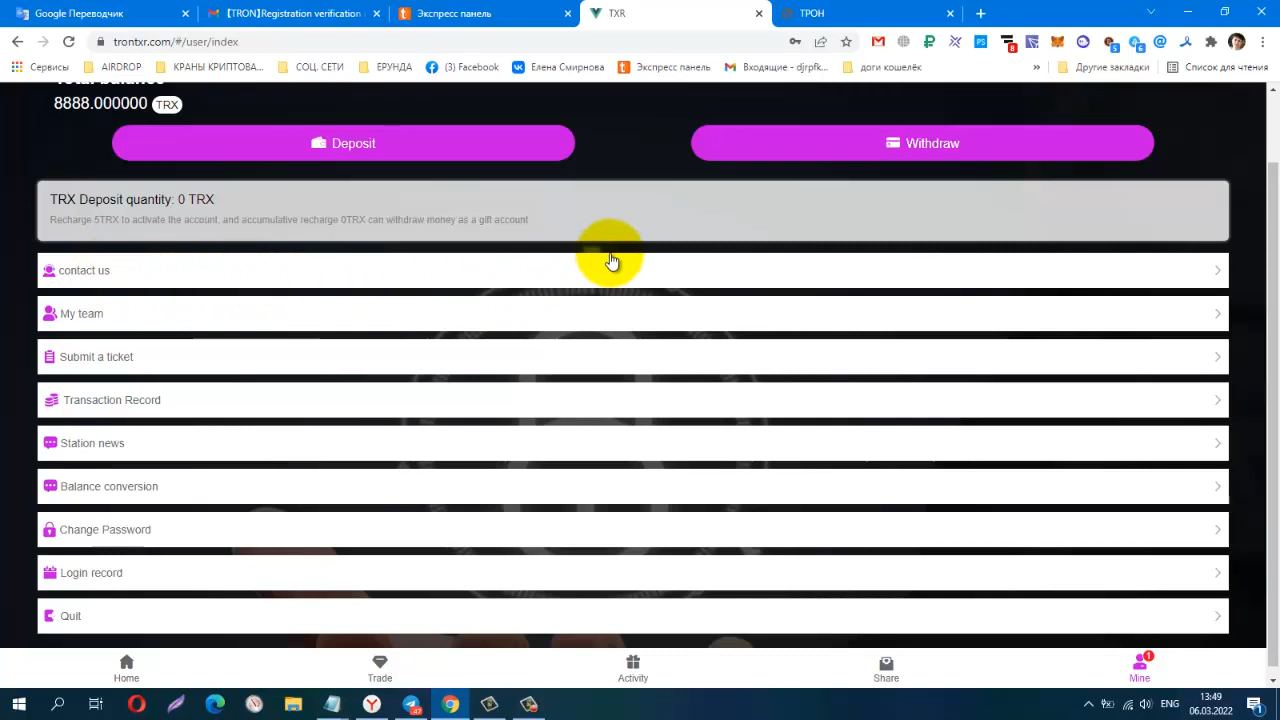 Google Переводчик
【TRON】Registration verification
Экспресс панель
TXR
ТРОН
trontxr.com/#/user/index
Сервисы
AIRDROP
КРАНЫ КРИПТОВА...
СОЦ. СЕТИ
ЕРУНДА
(3) Facebook
Елена Смирнова
Экспресс панель
Входящие - djrpfk...
доги кошелёк
»
Другие закладки
Список для чтения
Total balance
8888.000000 TRX
Deposit
Withdraw
TRX Deposit quantity: 0 TRX
Recharge 5TRX to activate the account, and accumulative recharge 0TRX can withdraw money as a gift account
contact us
My team
Submit a ticket
Transaction Record
Station news
Balance conversion
Change Password
Login record
Quit
Home
Trade
Activity
Share
1
Mine
ENG
13:49
06.03.2022